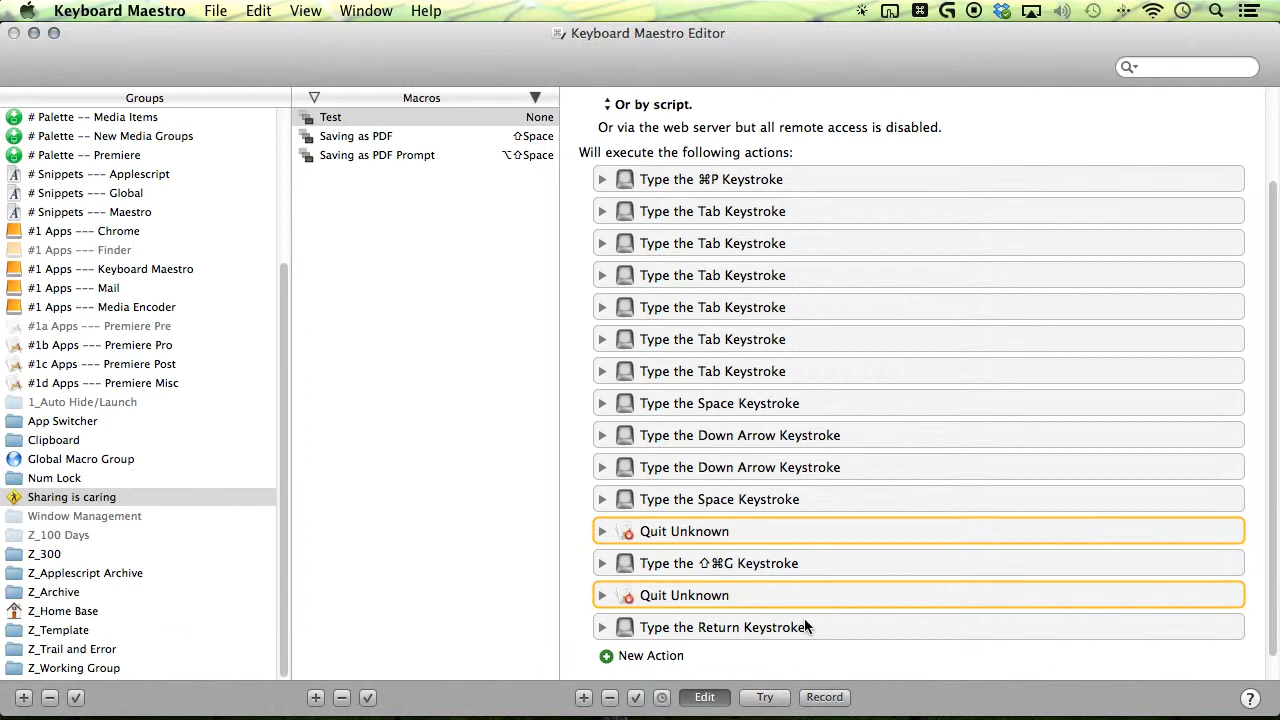 Keyboard Maestro File Edit View Window Help
Keyboard Maestro Editor
Groups
# Palette -- Media Items
# Palette -- New Media Groups
# Palette -- Premiere
# Snippets --- Applescript
# Snippets --- Global
# Snippets --- Maestro
#1 Apps --- Chrome
#1 Apps --- Finder
#1 Apps --- Keyboard Maestro
#1 Apps --- Mail
#1 Apps --- Media Encoder
#1a Apps --- Premiere Pre
#1b Apps --- Premiere Pro
#1c Apps --- Premiere Post
#1d Apps --- Premiere Misc
1_Auto Hide/Launch
App Switcher
Clipboard
Global Macro Group
Num Lock
Sharing is caring
Window Management
Z_100 Days
Z_300
Z_Applescript Archive
Z_Archive
Z_Home Base
Z_Template
Z_Trail and Error
Z_Working Group
Macros
Test None
Saving as PDF ⇧Space
Saving as PDF Prompt ⌥⇧Space
Or by script.
Or via the web server but all remote access is disabled.
Will execute the following actions:
Type the ⌘P Keystroke
Type the Tab Keystroke
Type the Tab Keystroke
Type the Tab Keystroke
Type the Tab Keystroke
Type the Tab Keystroke
Type the Tab Keystroke
Type the Space Keystroke
Type the Down Arrow Keystroke
Type the Down Arrow Keystroke
Type the Space Keystroke
Quit Unknown
Type the ⇧⌘G Keystroke
Quit Unknown
Type the Return Keystroke
New Action
Edit Try Record ?